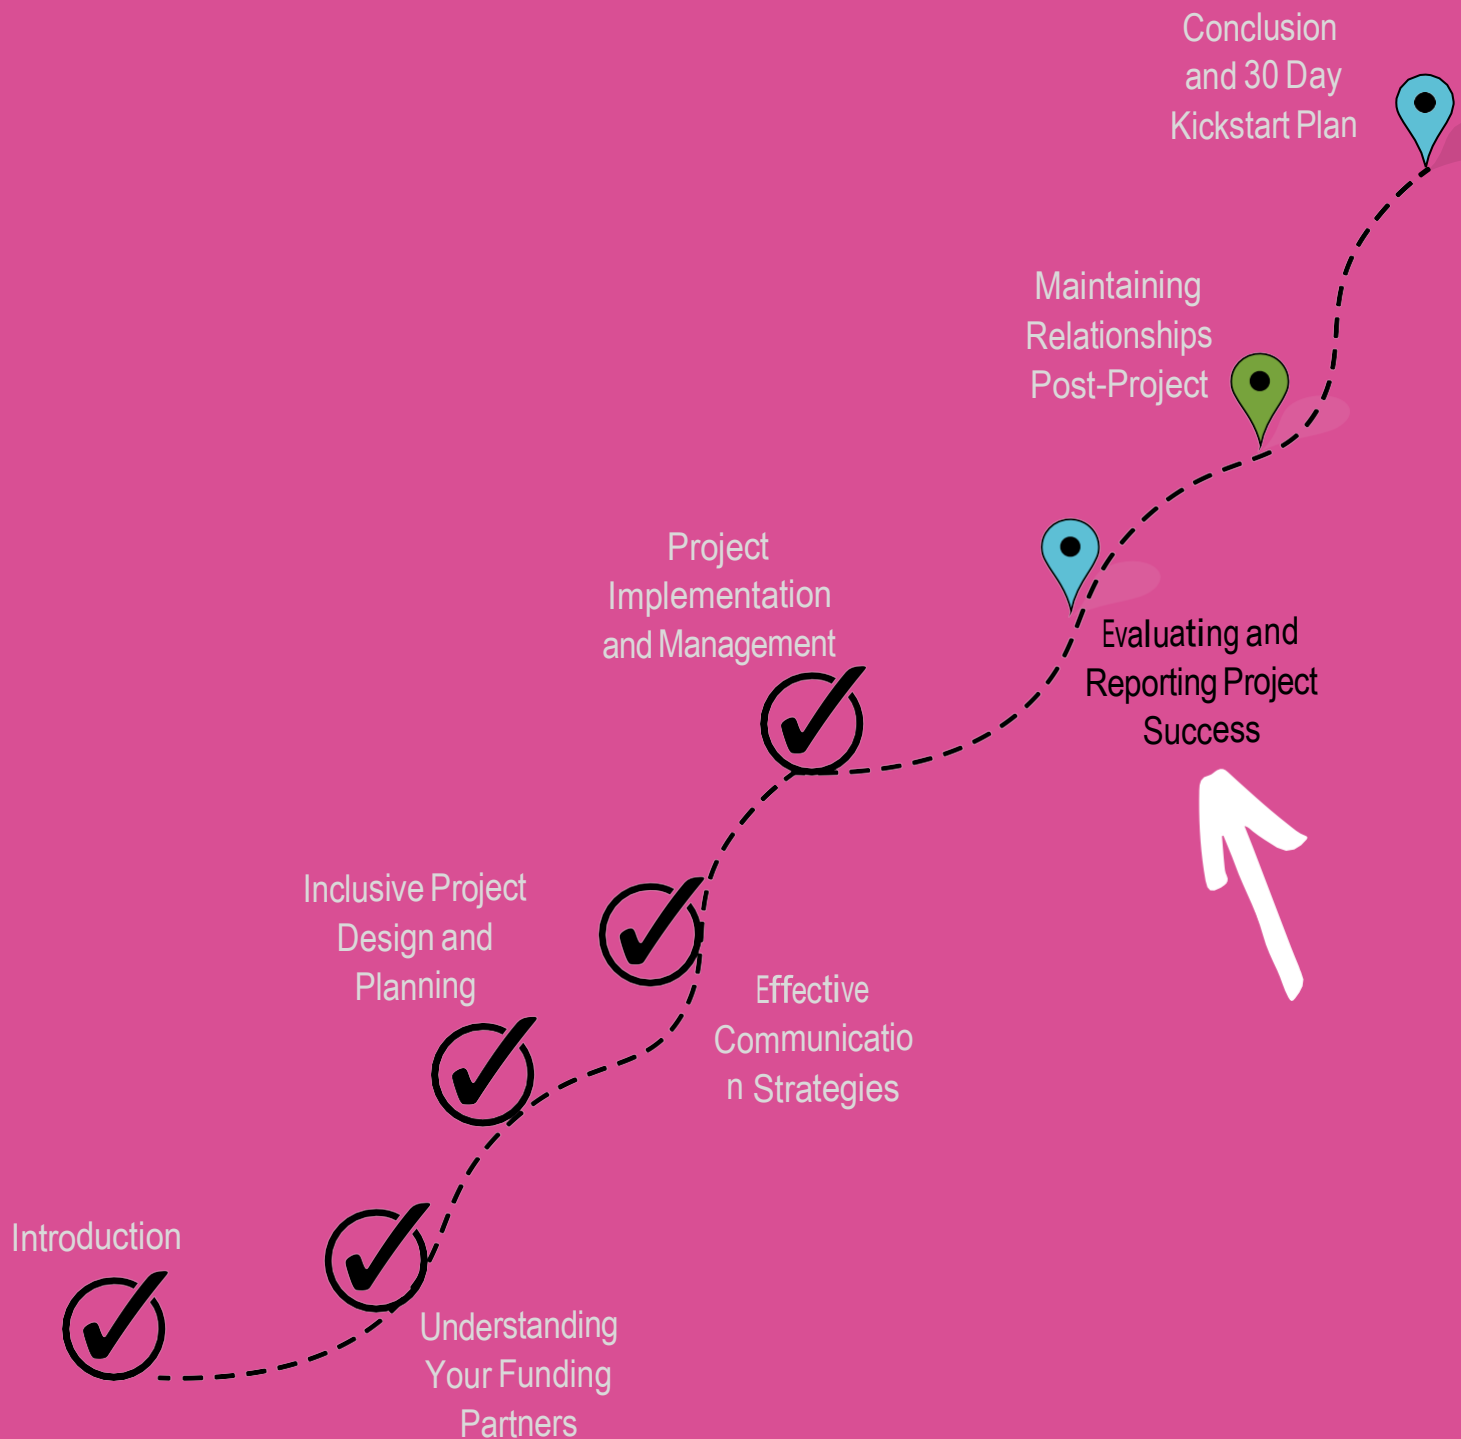 Conclusion
and 30 Day
Kickstart Plan
Maintaining
Relationships
Post-Project
Project
Implementation
and Management
Evaluating and
Reporting Project
Success
Inclusive Project
Design and
Planning
Effective
Communicatio
n Strategies
Introduction
Understanding
Your Funding
Partners